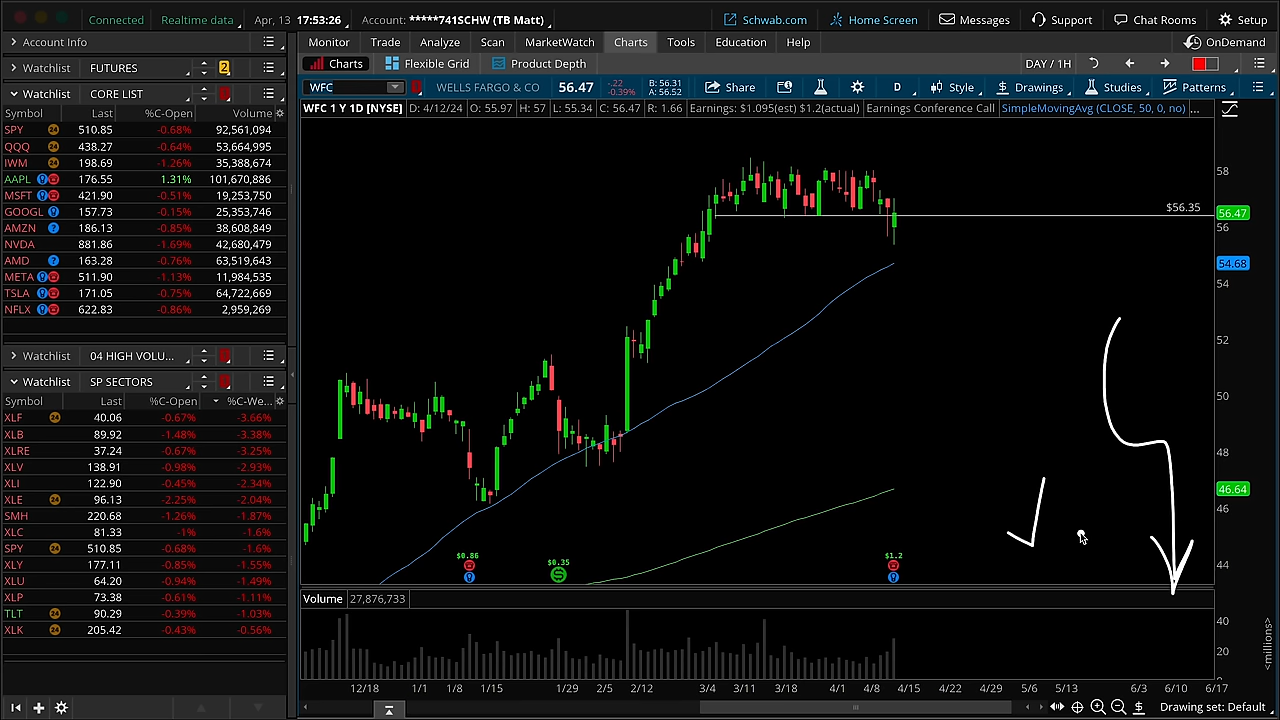 Connected Realtime data Apr, 13 17:53:26 Account: *****741SCHW (TB Matt) Schwab.com Home Screen Messages Support Chat Rooms Setup
Account Info
Monitor Trade Analyze Scan MarketWatch Charts Tools Education Help OnDemand
Watchlist FUTURES 2
Charts Flexible Grid Product Depth DAY / 1H
Watchlist CORE LIST
WFC WELLS FARGO & CO 56.47 -.22 -0.39% B: 56.31 A: 56.52 Share D Style Drawings Studies Patterns
WFC 1 Y 1D [NYSE] D: 4/12/24 O: 55.97 H: 57 L: 55.34 C: 56.47 R: 1.66 Earnings: $1.095(est) $1.2(actual) Earnings Conference Call SimpleMovingAvg (CLOSE, 50, 0, no) ...
Symbol Last %C-Open Volume
SPY 24 510.85 -0.68% 92,561,094
QQQ 24 438.27 -0.64% 53,664,995
IWM 24 198.69 -1.26% 35,388,674
AAPL 176.55 1.31% 101,670,886
MSFT 421.90 -0.51% 19,253,750
GOOGL 157.73 -0.15% 25,353,746
AMZN ? 186.13 -0.85% 38,608,849
NVDA 881.86 -1.69% 42,680,479
AMD ? 163.28 -0.76% 63,519,643
META 511.90 -1.13% 11,984,535
TSLA 171.05 -0.75% 64,722,669
NFLX 622.83 -0.86% 2,959,269
Watchlist 04 HIGH VOLU...
Watchlist SP SECTORS
Symbol Last %C-Open %C-We...
XLF 24 40.06 -0.67% -3.66%
XLB 89.92 -1.48% -3.38%
XLRE 37.24 -0.67% -3.25%
XLV 138.91 -0.98% -2.93%
XLI 122.90 -0.45% -2.34%
XLE 24 96.13 -2.25% -2.04%
SMH 220.68 -1.26% -1.87%
XLC 81.33 -1% -1.6%
SPY 24 510.85 -0.68% -1.6%
XLY 177.11 -0.85% -1.55%
XLU 64.20 -0.94% -1.49%
XLP 73.38 -0.61% -1.11%
TLT 24 90.29 -0.39% -1.03%
XLK 24 205.42 -0.43% -0.56%
58
$56.35
56.47
56
54.68
54
52
50
48
46.64
46
44
$0.86 $0.35 $1.2
Volume 27,876,733
40
20
<millions>
12/18 1/1 1/8 1/15 1/29 2/5 2/12 3/4 3/11 3/18 4/1 4/8 4/15 4/22 4/29 5/6 5/13 6/3 6/10 6/17
Drawing set: Default